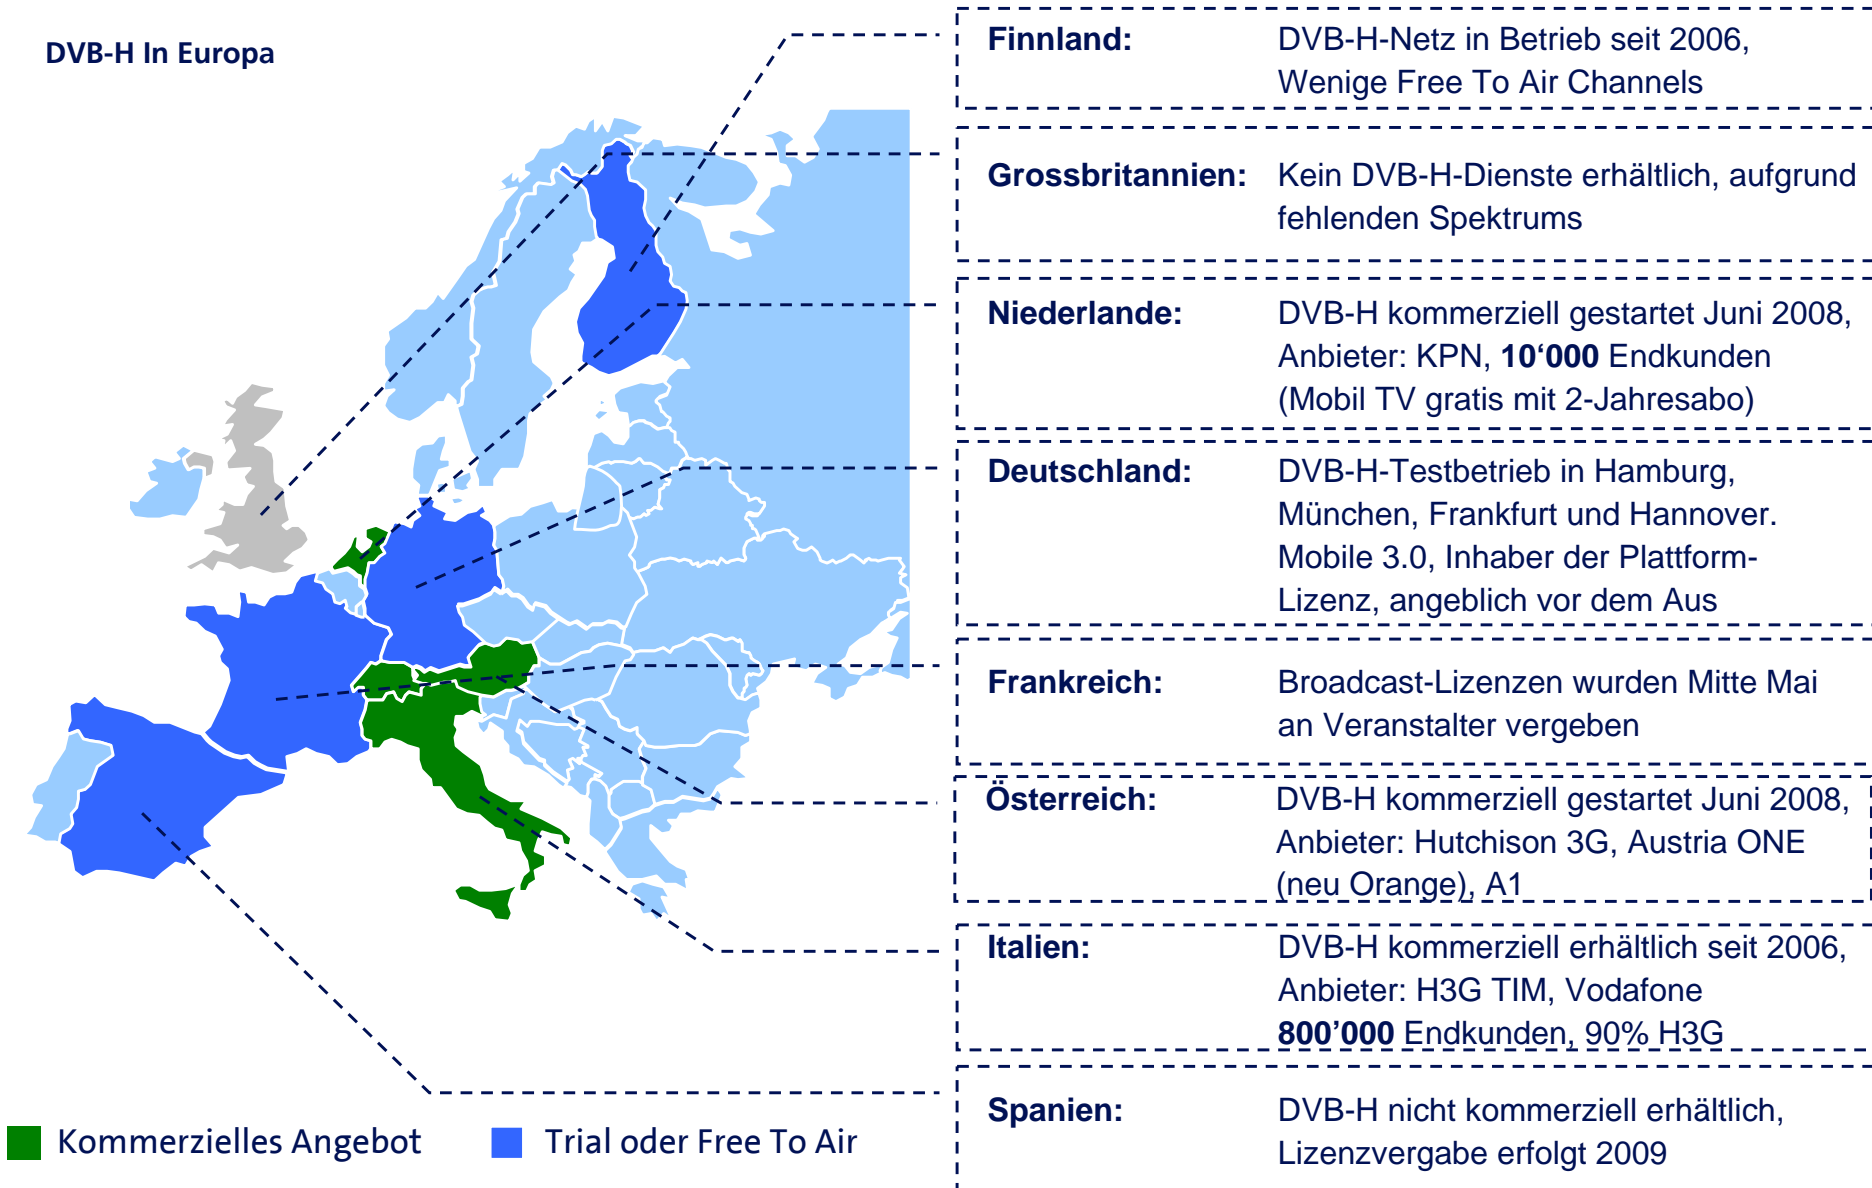 DVB-H In Europa
Finnland:
DVB-H-Netz in Betrieb seit 2006,
Wenige Free To Air Channels
Grossbritannien:
Kein DVB-H-Dienste erhältlich, aufgrund
fehlenden Spektrums
Niederlande:
DVB-H kommerziell gestartet Juni 2008,
Anbieter: KPN, 10‘000 Endkunden
(Mobil TV gratis mit 2-Jahresabo)
Deutschland:
DVB-H-Testbetrieb in Hamburg,
München, Frankfurt und Hannover.
Mobile 3.0, Inhaber der Plattform-
Lizenz, angeblich vor dem Aus
Frankreich:
Broadcast-Lizenzen wurden Mitte Mai
an Veranstalter vergeben
Österreich:
DVB-H kommerziell gestartet Juni 2008,
Anbieter: Hutchison 3G, Austria ONE
(neu Orange), A1
Italien:
DVB-H kommerziell erhältlich seit 2006,
Anbieter: H3G TIM, Vodafone
800’000 Endkunden, 90% H3G
Spanien:
DVB-H nicht kommerziell erhältlich,
Lizenzvergabe erfolgt 2009
Kommerzielles Angebot
Trial oder Free To Air